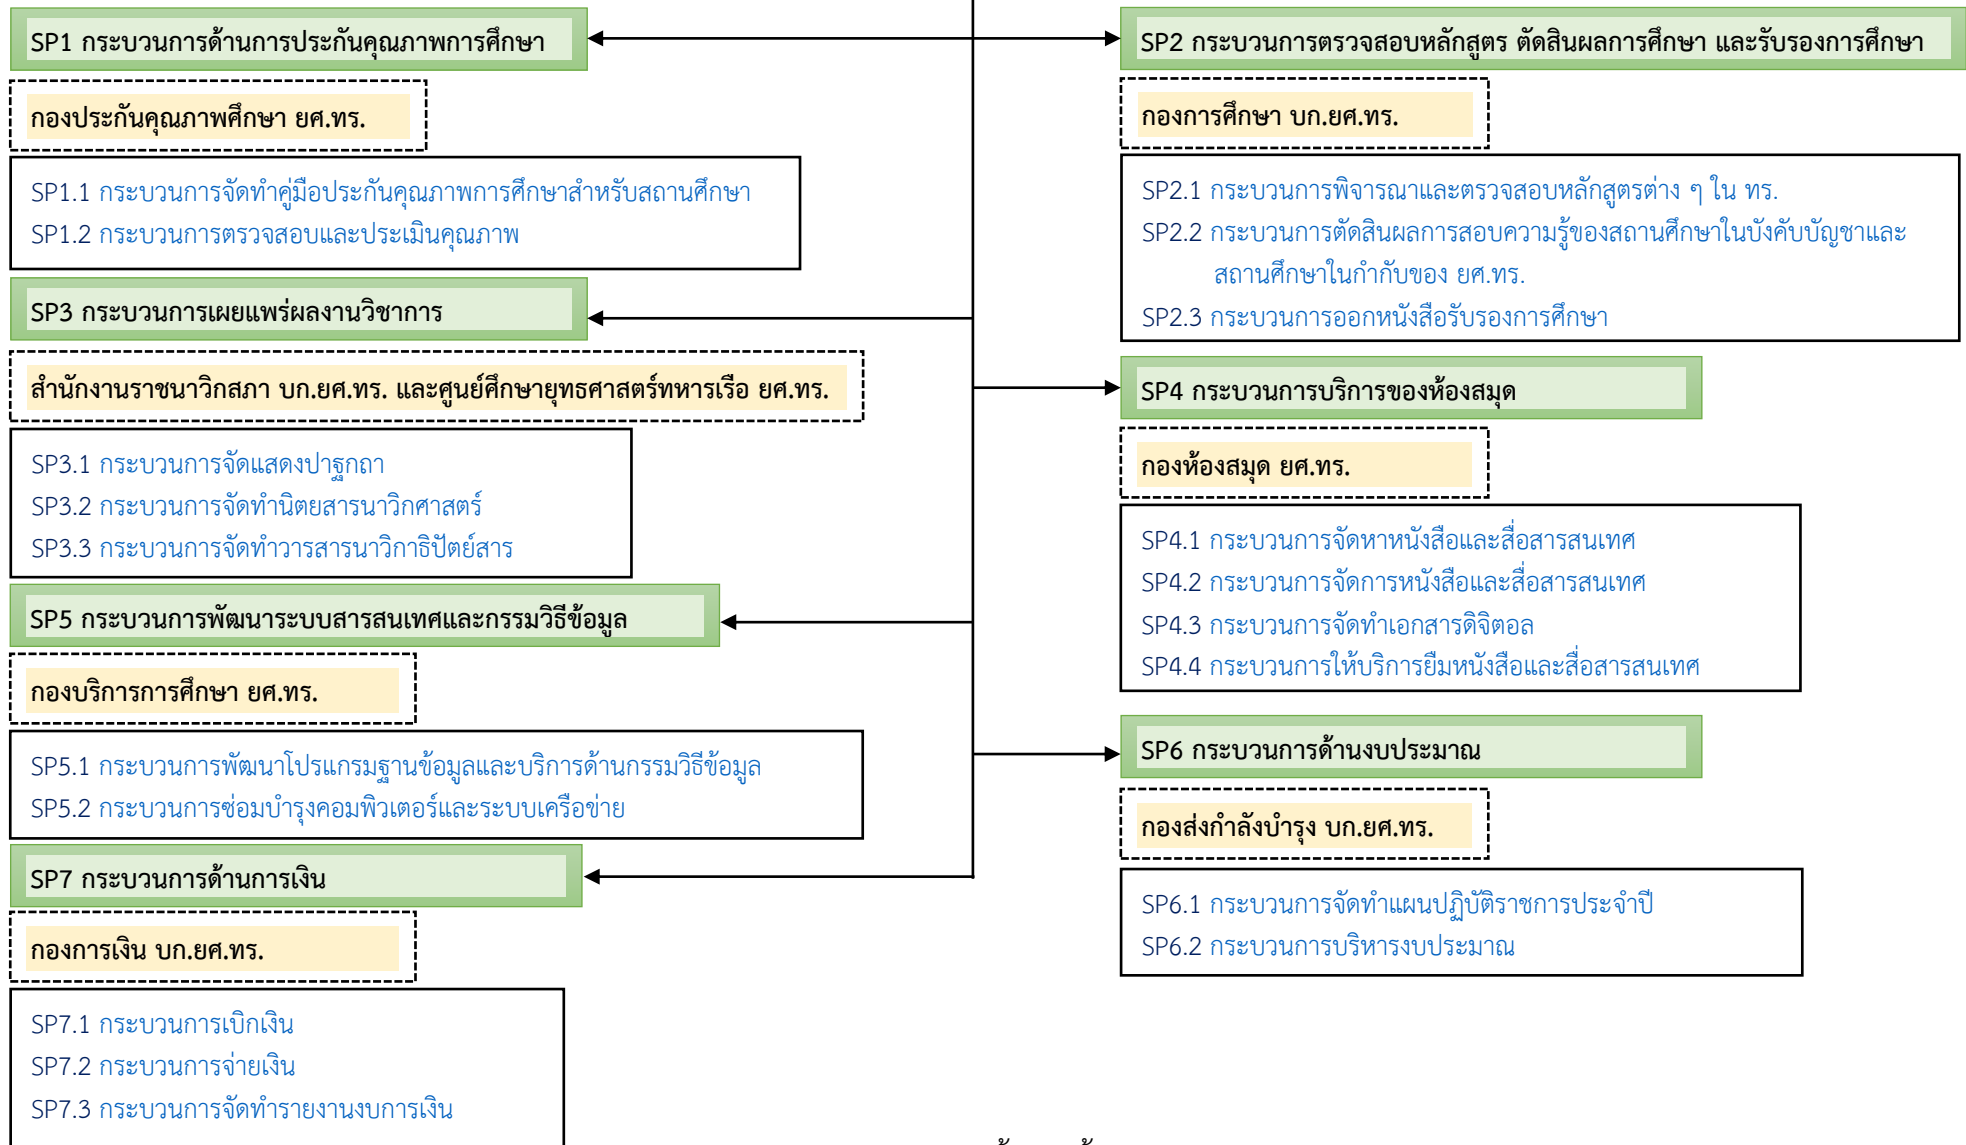 SP1 กระบวนการด้านการประกันคุณภาพการศึกษา
กองประกันคุณภาพศึกษา ยศ.ทร.
SP1.1 กระบวนการจัดทำคู่มือประกันคุณภาพการศึกษาสำหรับสถานศึกษา
SP1.2 กระบวนการตรวจสอบและประเมินคุณภาพ
SP2 กระบวนการตรวจสอบหลักสูตร ตัดสินผลการศึกษา และรับรองการศึกษา
กองการศึกษา บก.ยศ.ทร.
SP2.1 กระบวนการพิจารณาและตรวจสอบหลักสูตรต่าง ๆ ใน ทร.
SP2.2 กระบวนการตัดสินผลการสอบความรู้ของสถานศึกษาในบังคับบัญชาและ
สถานศึกษาในกำกับของ ยศ.ทร.
SP2.3 กระบวนการออกหนังสือรับรองการศึกษา
SP3 กระบวนการเผยแพร่ผลงานวิชาการ
สำนักงานราชนาวิกสภา บก.ยศ.ทร. และศูนย์ศึกษายุทธศาสตร์ทหารเรือ ยศ.ทร.
SP3.1 กระบวนการจัดแสดงปาฐกถา
SP3.2 กระบวนการจัดทำนิตยสารนาวิกศาสตร์
SP3.3 กระบวนการจัดทำวารสารนาวิกาธิปัตย์สาร
SP4 กระบวนการบริการของห้องสมุด
กองห้องสมุด ยศ.ทร.
SP4.1 กระบวนการจัดหาหนังสือและสื่อสารสนเทศ
SP4.2 กระบวนการจัดการหนังสือและสื่อสารสนเทศ
SP4.3 กระบวนการจัดทำเอกสารดิจิตอล
SP4.4 กระบวนการให้บริการยืมหนังสือและสื่อสารสนเทศ
SP5 กระบวนการพัฒนาระบบสารสนเทศและกรรมวิธีข้อมูล
กองบริการการศึกษา ยศ.ทร.
SP5.1 กระบวนการพัฒนาโปรแกรมฐานข้อมูลและบริการด้านกรรมวิธีข้อมูล
SP5.2 กระบวนการซ่อมบำรุงคอมพิวเตอร์และระบบเครือข่าย
SP6 กระบวนการด้านงบประมาณ
กองส่งกำลังบำรุง บก.ยศ.ทร.
SP6.1 กระบวนการจัดทำแผนปฏิบัติราชการประจำปี
SP6.2 กระบวนการบริหารงบประมาณ
SP7 กระบวนการด้านการเงิน
กองการเงิน บก.ยศ.ทร.
SP7.1 กระบวนการเบิกเงิน
SP7.2 กระบวนการจ่ายเงิน
SP7.3 กระบวนการจัดทำรายงานงบการเงิน